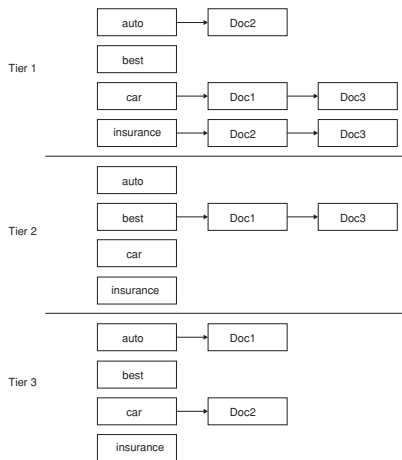 auto Doc2
Tier 1
best
car Doc1 Doc3
insurance Doc2 Doc3
auto
best Doc1 Doc3
Tier 2
car
insurance
auto Doc1
best
Tier 3
car Doc2
insurance